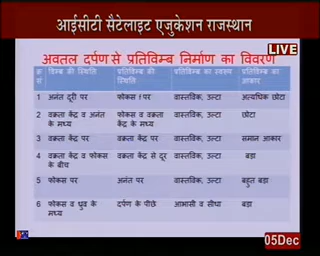 आईसीटी सैटेलाइट एजुकेशन राजस्थान
LIVE
अवतल दर्पण से प्रतिविम्ब निर्माण का विवरण
क्र सं बिम्ब की स्थिति प्रतिविम्ब की स्थिति प्रतिविम्ब का स्वरूप प्रतिविम्ब का आकार
1 अनंत दूरी पर फोकस f पर वास्तविक, उल्टा अत्यधिक छोटा
2 वक्रता केंद्र व अनंत के मध्य फोकस व वक्रता केंद्र के मध्य वास्तविक, उल्टा छोटा
3 वक्रता केंद्र पर वक्रता केंद्र पर वास्तविक, उल्टा समान आकार
4 वक्रता केंद्र व फोकस के बीच वक्रता केंद्र से दूर वास्तविक, उल्टा बड़ा
5 फोकस पर अनंत पर वास्तविक, उल्टा बहुत बड़ा
6 फोकस व ध्रुव के मध्य दर्पण के पीछे आभासी व सीधा बड़ा
05Dec